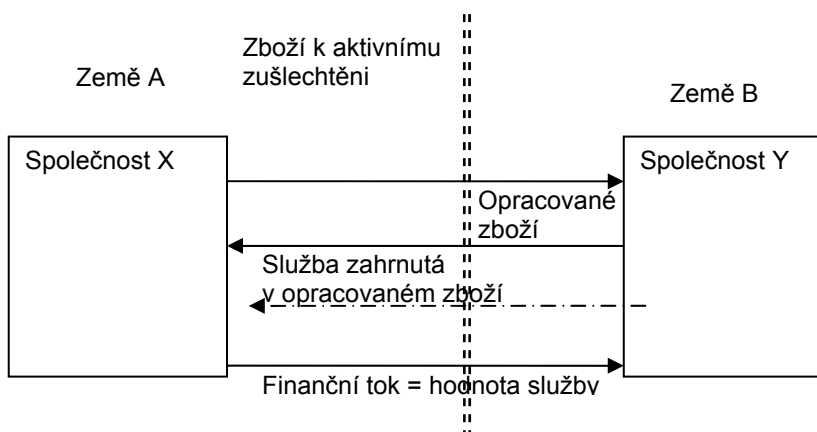 Zboží k aktivnímu
zušlechtěni
Země A
Země B
Společnost X
Společnost Y
Opracované
zboží
Služba zahrnutá
v opracovaném zboží
Finanční tok = hodnota služby